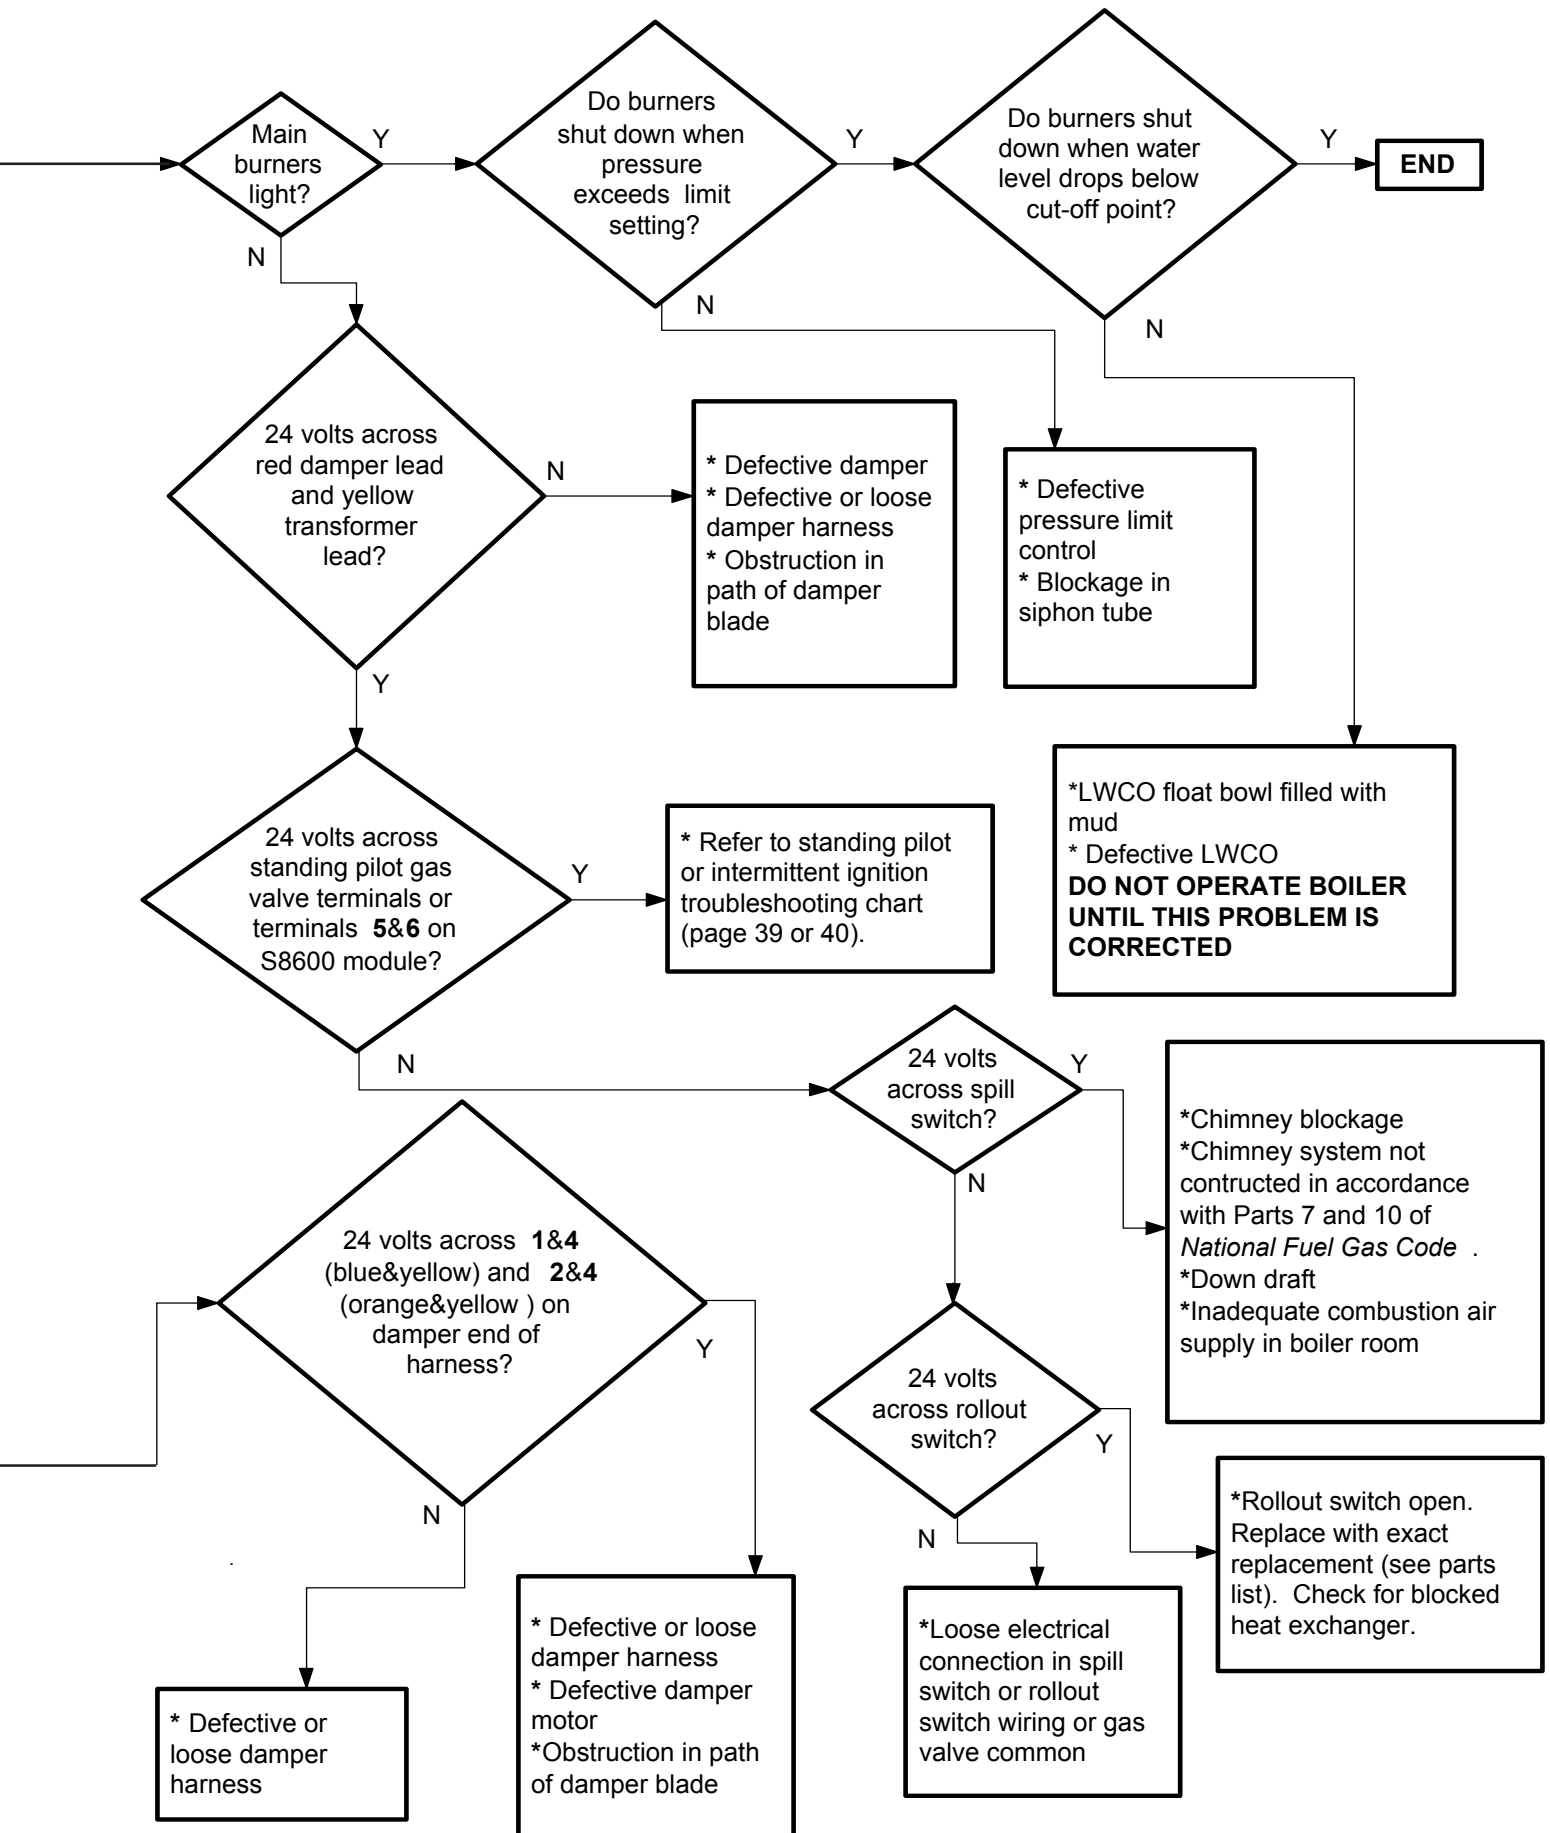 Main
burners
light?
Y
N
Do burners
shut down when
pressure
exceeds limit
setting?
Y
N
Do burners shut
down when water
level drops below
cut-off point?
Y
N
END
24 volts across
red damper lead
and yellow
transformer
lead?
N
Y
* Defective damper
* Defective or loose
damper harness
* Obstruction in
path of damper
blade
* Defective
pressure limit
control
* Blockage in
siphon tube
*LWCO float bowl filled with
mud
* Defective LWCO
DO NOT OPERATE BOILER
UNTIL THIS PROBLEM IS
CORRECTED
24 volts across
standing pilot gas
valve terminals or
terminals 5&6 on
S8600 module?
Y
N
* Refer to standing pilot
or intermittent ignition
troubleshooting chart
(page 39 or 40).
24 volts
across spill
switch?
Y
N
*Chimney blockage
*Chimney system not
contructed in accordance
with Parts 7 and 10 of
National Fuel Gas Code .
*Down draft
*Inadequate combustion air
supply in boiler room
24 volts across 1&4
(blue&yellow) and 2&4
(orange&yellow ) on
damper end of
harness?
Y
N
24 volts
across rollout
switch?
Y
N
*Rollout switch open.
Replace with exact
replacement (see parts
list). Check for blocked
heat exchanger.
*Loose electrical
connection in spill
switch or rollout
switch wiring or gas
valve common
* Defective or loose
damper harness
* Defective damper
motor
*Obstruction in path
of damper blade
* Defective or
loose damper
harness